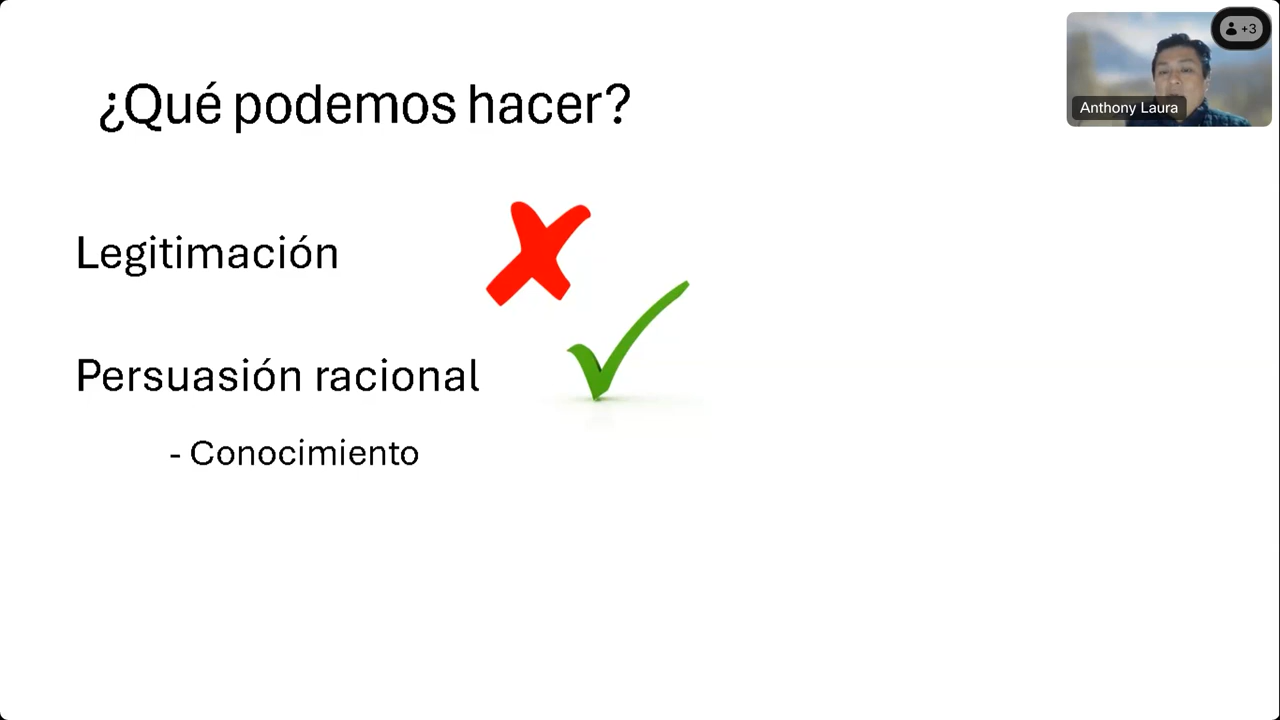 ¿Qué podemos hacer?
+3
Anthony Laura
Legitimación
Persuasión racional
- Conocimiento